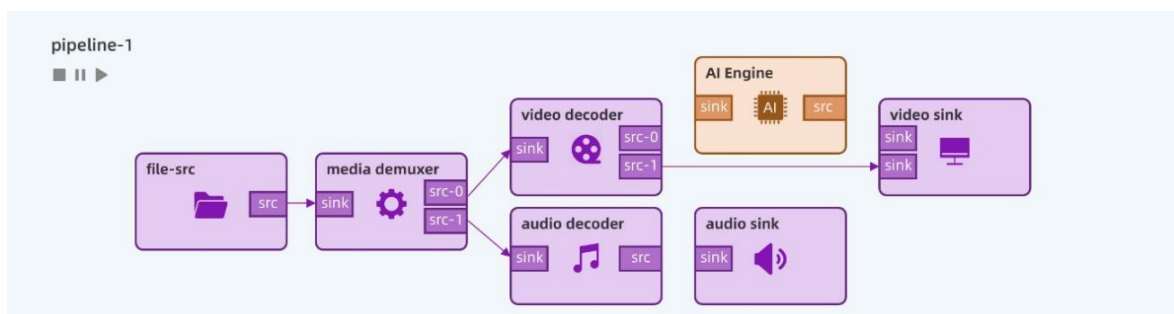 pipeline-1
file-src
src
media demuxer
sink
src-0
src-1
video decoder
sink
src-0
src-1
audio decoder
sink
src
AI Engine
sink
AI
src
audio sink
sink
video sink
sink
sink